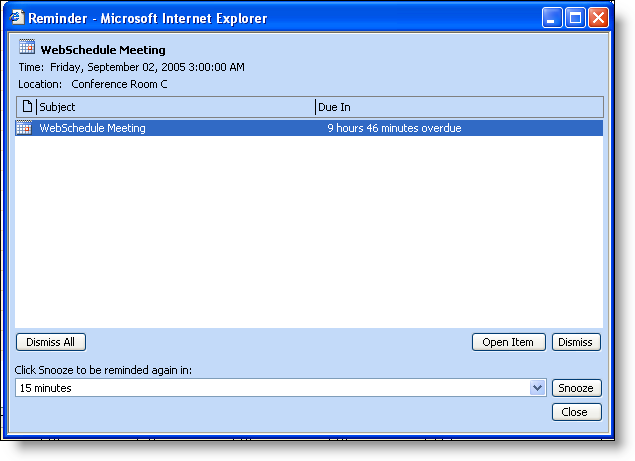 Reminder - Microsoft Internet Explorer
WebSchedule Meeting
Time: Friday, September 02, 2005 3:00:00 AM
Location: Conference Room C
Subject Due In
WebSchedule Meeting 9 hours 46 minutes overdue
Dismiss All Open Item Dismiss
Click Snooze to be reminded again in:
15 minutes Snooze
Close